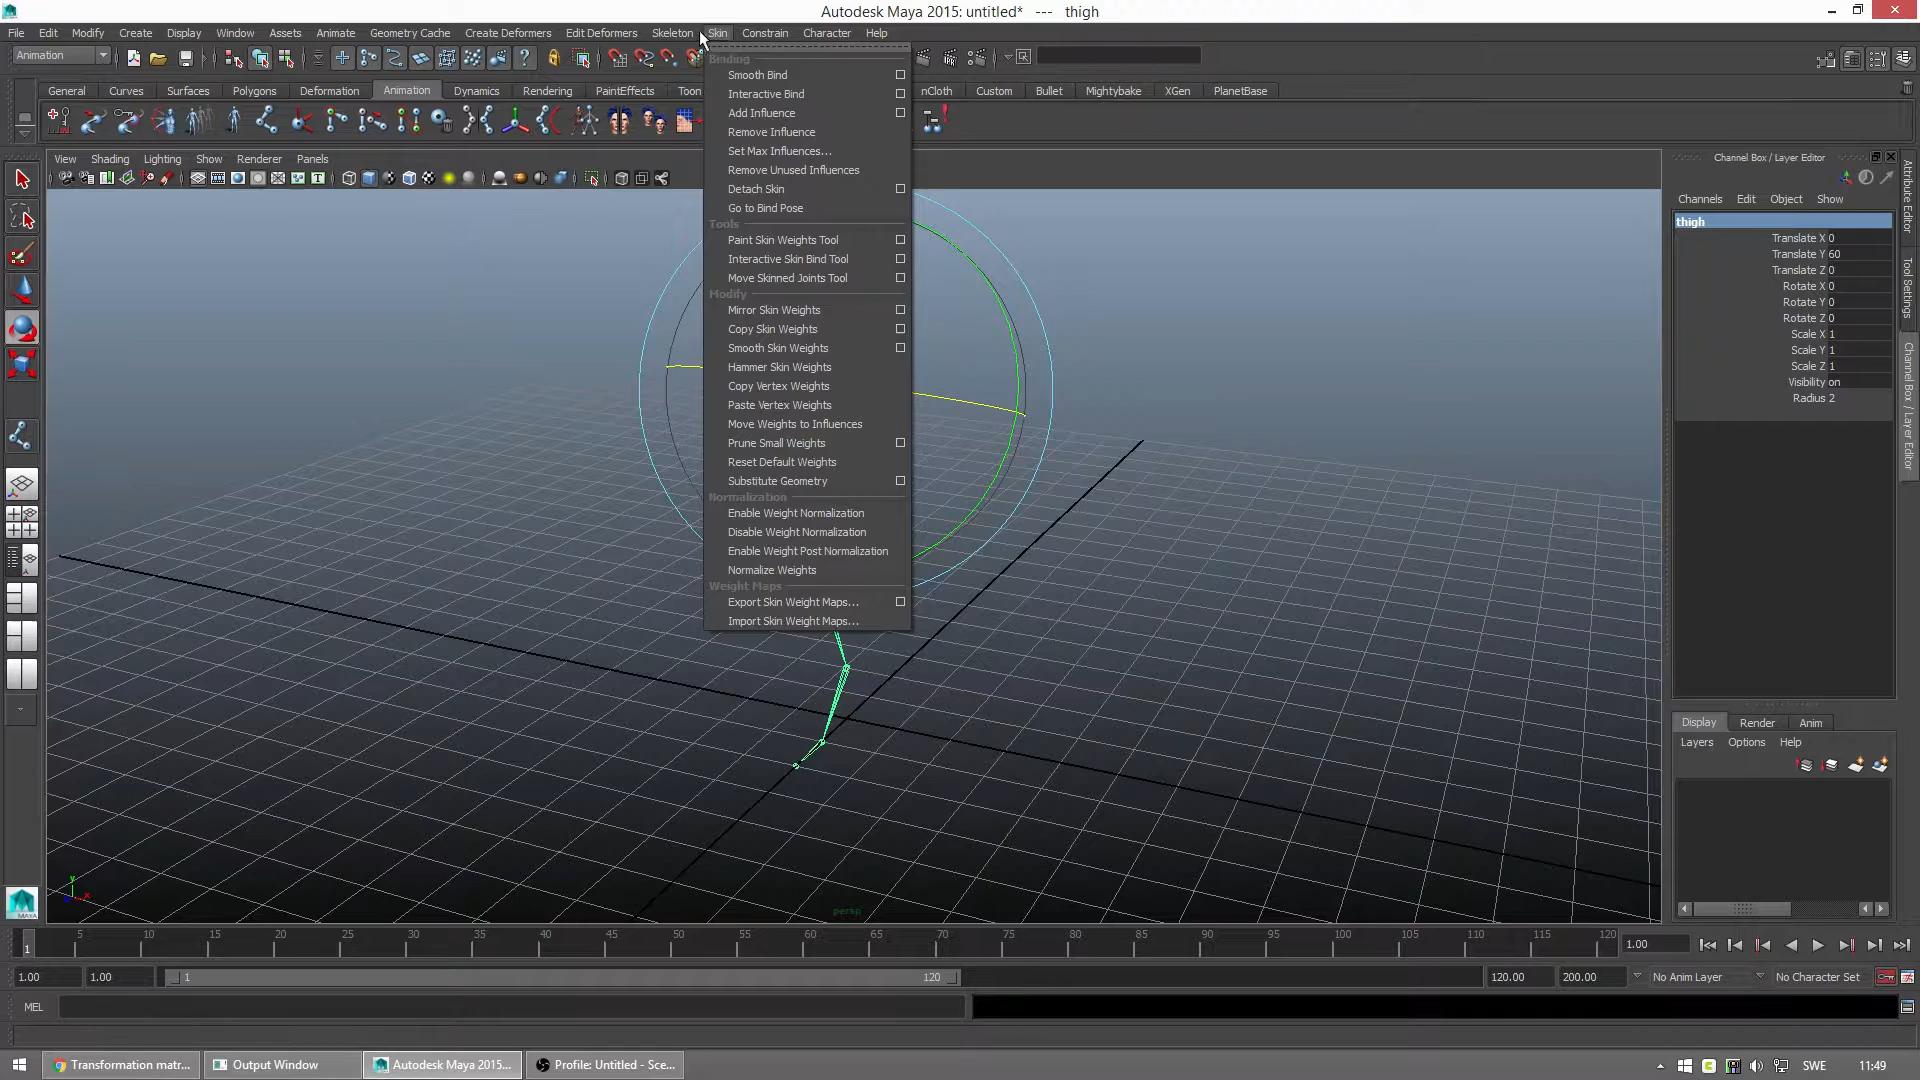 Autodesk Maya 2015: untitled* --- thigh
File Edit Modify Create Display Window Assets Animate Geometry Cache Create Deformers Edit Deformers Skeleton Skin Constrain Character Help
Animation
General Curves Surfaces Polygons Deformation Animation Dynamics Rendering PaintEffects Toon nCloth Custom Bullet Mightybake XGen PlanetBase
View Shading Lighting Show Renderer Panels
Binding
Smooth Bind
Interactive Bind
Add Influence
Remove Influence
Set Max Influences...
Remove Unused Influences
Detach Skin
Go to Bind Pose
Tools
Paint Skin Weights Tool
Interactive Skin Bind Tool
Move Skinned Joints Tool
Modify
Mirror Skin Weights
Copy Skin Weights
Smooth Skin Weights
Hammer Skin Weights
Copy Vertex Weights
Paste Vertex Weights
Move Weights to Influences
Prune Small Weights
Reset Default Weights
Substitute Geometry
Normalization
Enable Weight Normalization
Disable Weight Normalization
Enable Weight Post Normalization
Normalize Weights
Weight Maps
Export Skin Weight Maps...
Import Skin Weight Maps...
Channel Box / Layer Editor
Channels Edit Object Show
thigh
Translate X 0
Translate Y 60
Translate Z 0
Rotate X 0
Rotate Y 0
Rotate Z 0
Scale X 1
Scale Y 1
Scale Z 1
Visibility on
Radius 2
Attribute Editor
Tool Settings
Channel Box / Layer Editor
Display Render Anim
Layers Options Help
y
x
MAYA
persp
1 5 10 15 20 25 30 35 40 45 50 55 60 65 70 75 80 85 90 95 100 105 110 115 120 1.00
1.00 1.00 1 120 120.00 200.00 No Anim Layer No Character Set
MEL
Transformation matr... Output Window Autodesk Maya 2015... Profile: Untitled - Sce... SWE 11:49